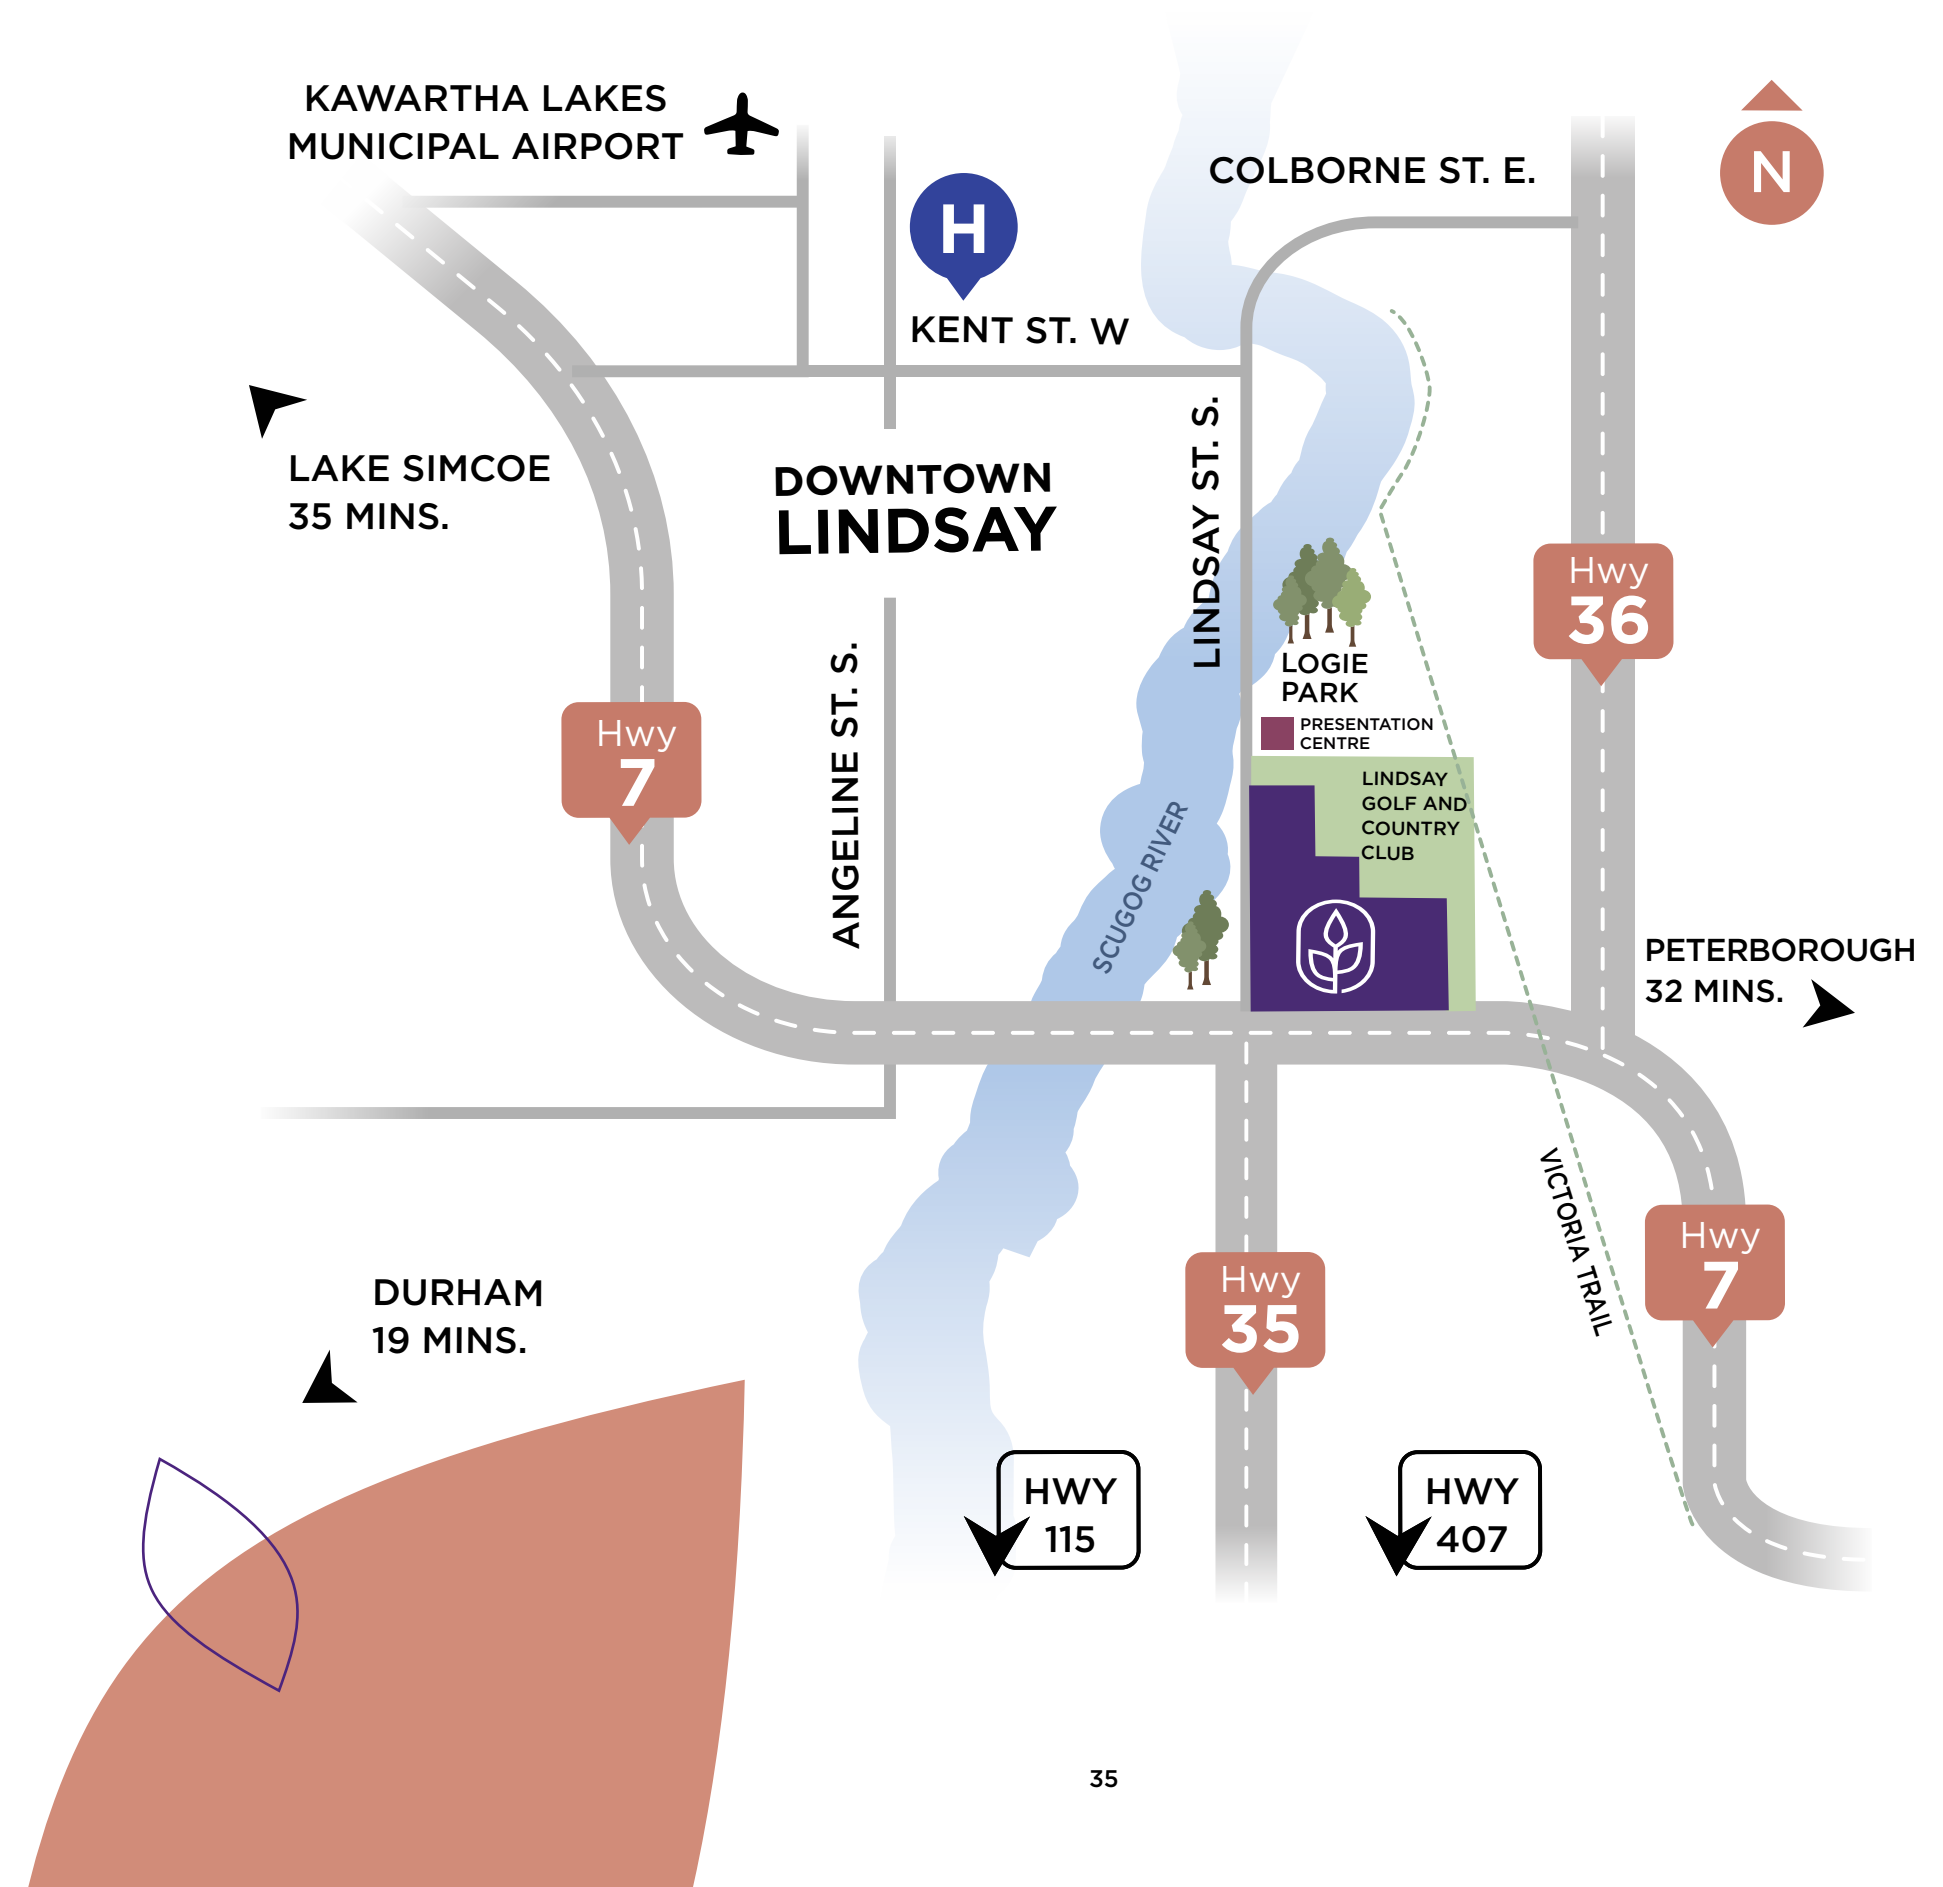 KAWARTHA LAKES
MUNICIPAL AIRPORT
COLBORNE ST. E.
N
H
KENT ST. W
LAKE SIMCOE
35 MINS.
DOWNTOWN
LINDSAY
LINDSAY ST. S.
Hwy
36
LOGIE
PARK
PRESENTATION
CENTRE
Hwy
7
ANGELINE ST. S.
SCUGOG RIVER
LINDSAY
GOLF AND
COUNTRY
CLUB
PETERBOROUGH
32 MINS.
VICTORIA TRAIL
Hwy
7
Hwy
35
DURHAM
19 MINS.
HWY
115
HWY
407
35